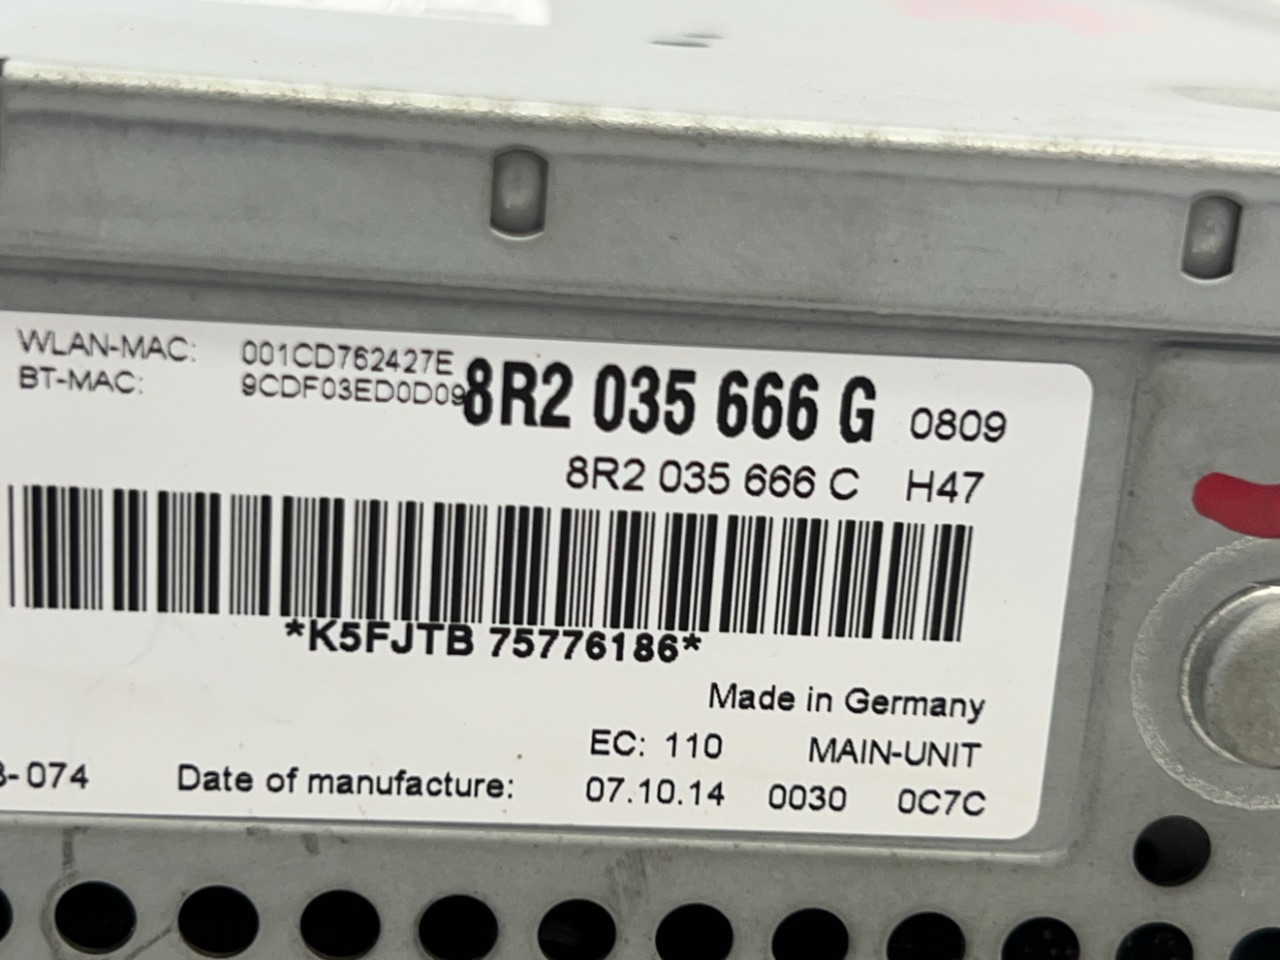 WLAN-MAC: 001CD762427E
BT-MAC: 9CDF03ED0D09
8R2 035 666 G 0809
8R2 035 666 C H47
*K5FJTB 75776186*
Made in Germany
EC: 110 MAIN-UNIT
-074 Date of manufacture: 07.10.14 0030 0C7C